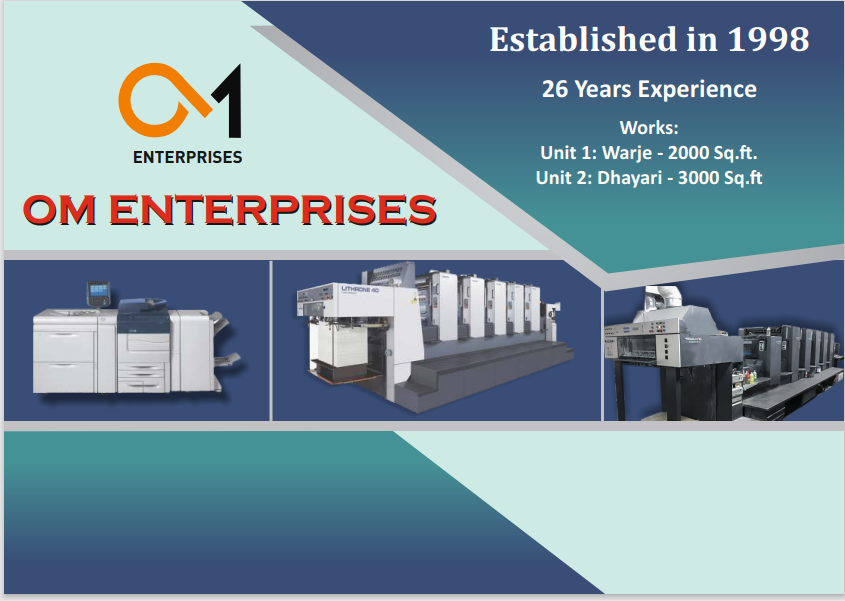 Established in 1998
26 Years Experience
Works:
Unit 1: Warje - 2000 Sq.ft.
Unit 2: Dhayari - 3000 Sq.ft
OM
ENTERPRISES
OM ENTERPRISES
LITHRONE 40